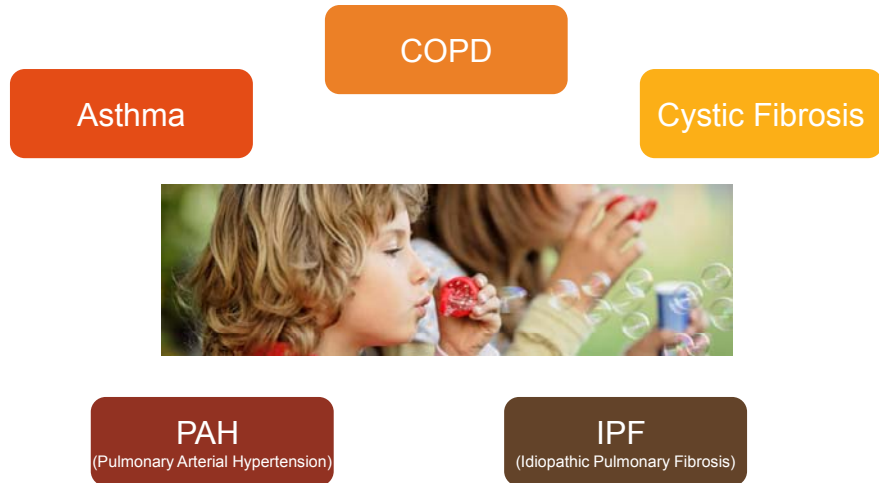 COPD
Asthma
Cystic Fibrosis
PAH
(Pulmonary Arterial Hypertension)
IPF
(Idiopathic Pulmonary Fibrosis)